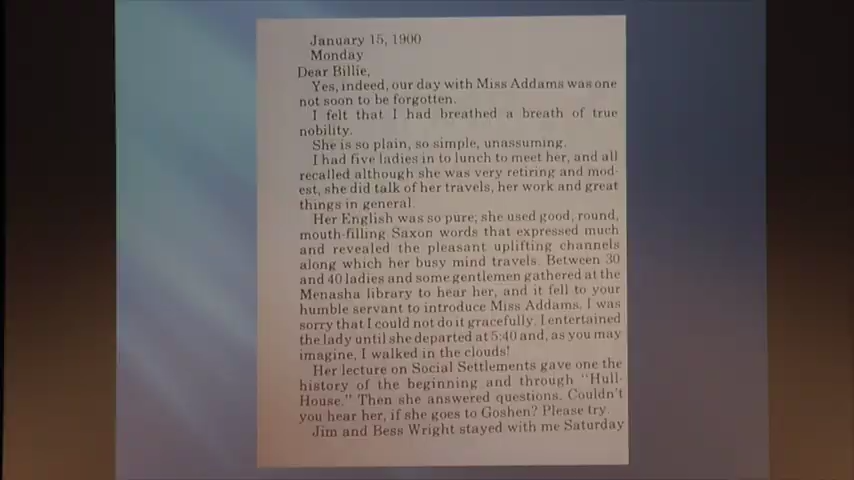 January 15, 1900
Monday
Dear Billie,
Yes, indeed, our day with Miss Addams was one
not soon to be forgotten.
I felt that I had breathed a breath of true
nobility.
She is so plain, so simple, unassuming.
I had five ladies in to lunch to meet her, and all
recalled although she was very retiring and mod-
est, she did talk of her travels, her work and great
things in general.
Her English was so pure; she used good, round,
mouth-filling Saxon words that expressed much
and revealed the pleasant uplifting channels
along which her busy mind travels. Between 30
and 40 ladies and some gentlemen gathered at the
Menasha library to hear her, and it fell to your
humble servant to introduce Miss Addams. I was
sorry that I could not do it gracefully. I entertained
the lady until she departed at 5:40 and, as you may
imagine, I walked in the clouds!
Her lecture on Social Settlements gave one the
history of the beginning and through "Hull-
House." Then she answered questions. Couldn't
you hear her, if she goes to Goshen? Please try.
Jim and Bess Wright stayed with me Saturday